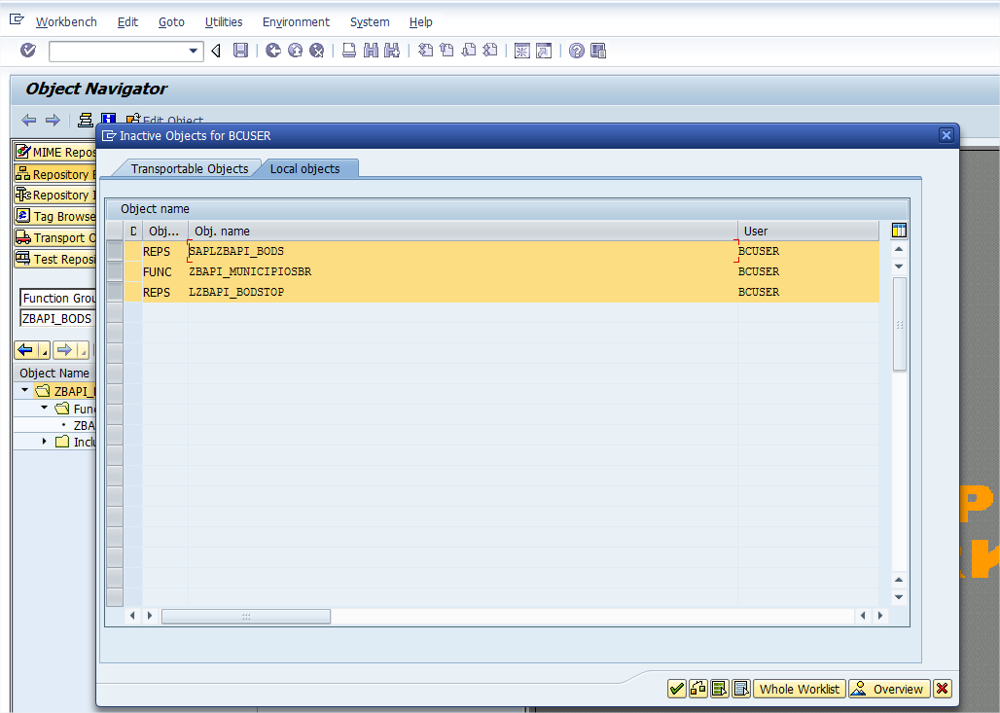 Workbench Edit Goto Utilities Environment System Help
Object Navigator
Edit Object
Inactive Objects for BCUSER
MIME Repos
Repository
Repository
Tag Browse
Transport
Test Reposi
Function Grou
ZBAPI_BODS
Object Name
ZBAPI_
Func
ZBA
Inclu
Transportable Objects Local objects
Object name
D Obj... Obj. name User
REPS SAPLZBAPI_BODS BCUSER
FUNC ZBAPI_MUNICIPIOSBR BCUSER
REPS LZBAPI_BODSTOP BCUSER
P
Whole Worklist Overview